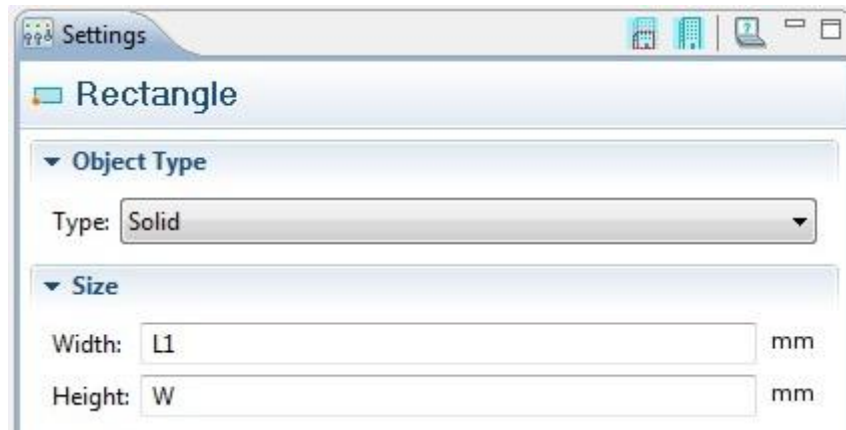 Settings
Rectangle
Object Type
Type: Solid
Size
Width: L1 mm
Height: W mm